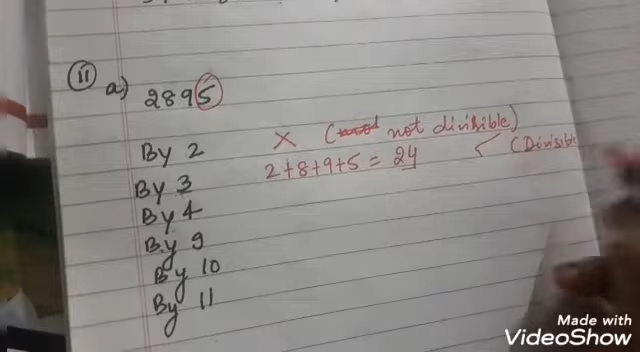 11
a) 2895
By 2 × (not divisible)
By 3 2+8+9+5 = 24 ✓ (Divisib
By 4
By 9
By 10
By 11
Made with
VideoShow